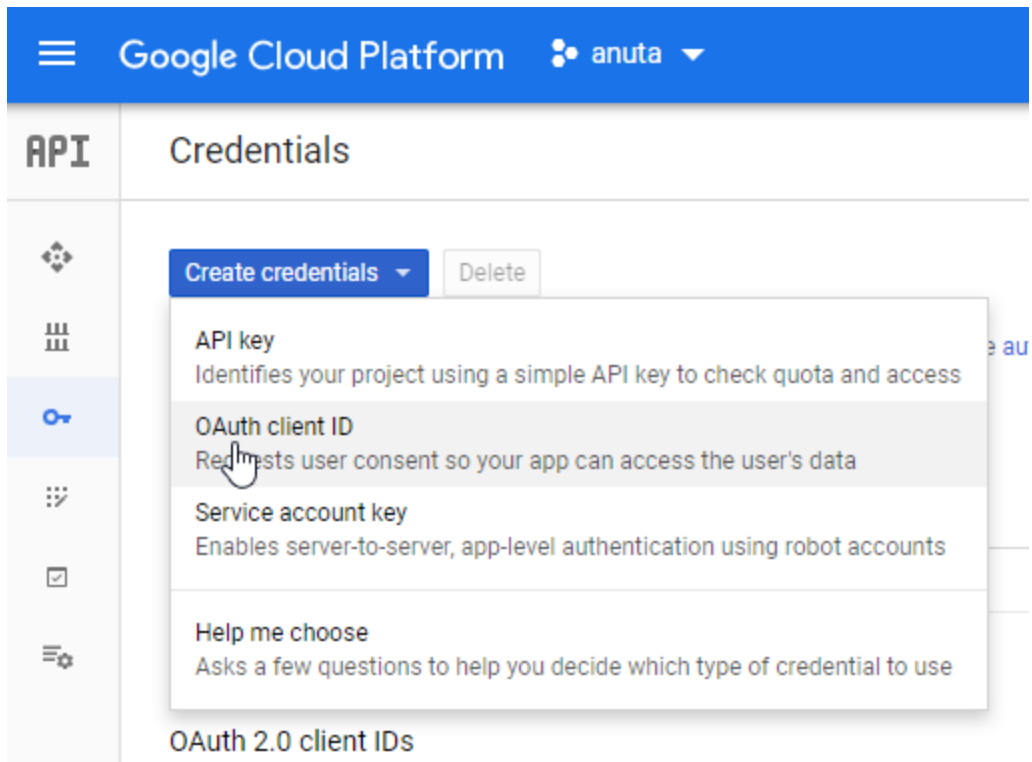 Google Cloud Platform anuta
API Credentials
Create credentials Delete
API key
Identifies your project using a simple API key to check quota and access
OAuth client ID
Requests user consent so your app can access the user's data
Service account key
Enables server-to-server, app-level authentication using robot accounts
Help me choose
Asks a few questions to help you decide which type of credential to use
OAuth 2.0 client IDs